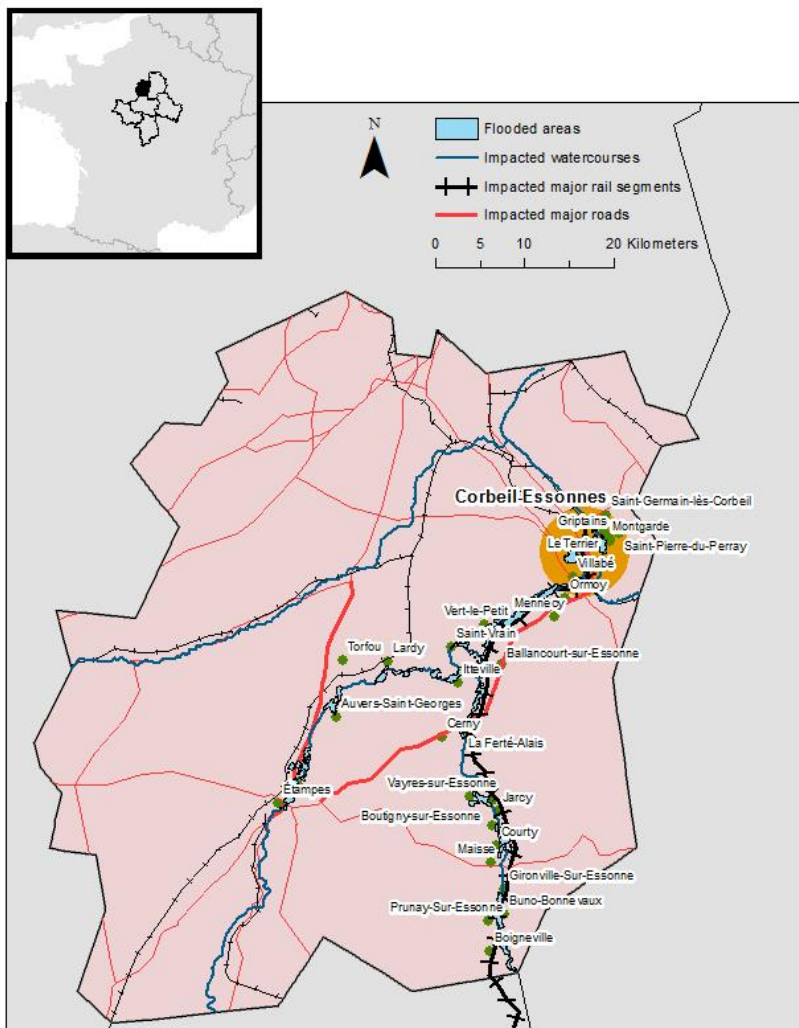 N
Flooded areas
Impacted watercourses
Impacted major rail segments
Impacted major roads
0 5 10 20 Kilometers
Corbeil-Essonnes
Saint-Germain-lès-Corbeil
Griptains
Montgarde
Le Terrier
Saint-Pierre-du-Perray
Villabé
Ormoy
Mennecy
Vert-le-Petit
Saint-Vrain
Ballancourt-sur-Essonne
Torfou
Lardy
Itteville
Auvers-Saint-Georges
Cerny
La Ferté-Alais
Vayres-sur-Essonne
Étampes
Jarcy
Boutigny-sur-Essonne
Courty
Maisse
Gironville-Sur-Essonne
Buno-Bonnevaux
Prunay-Sur-Essonne
Boigneville